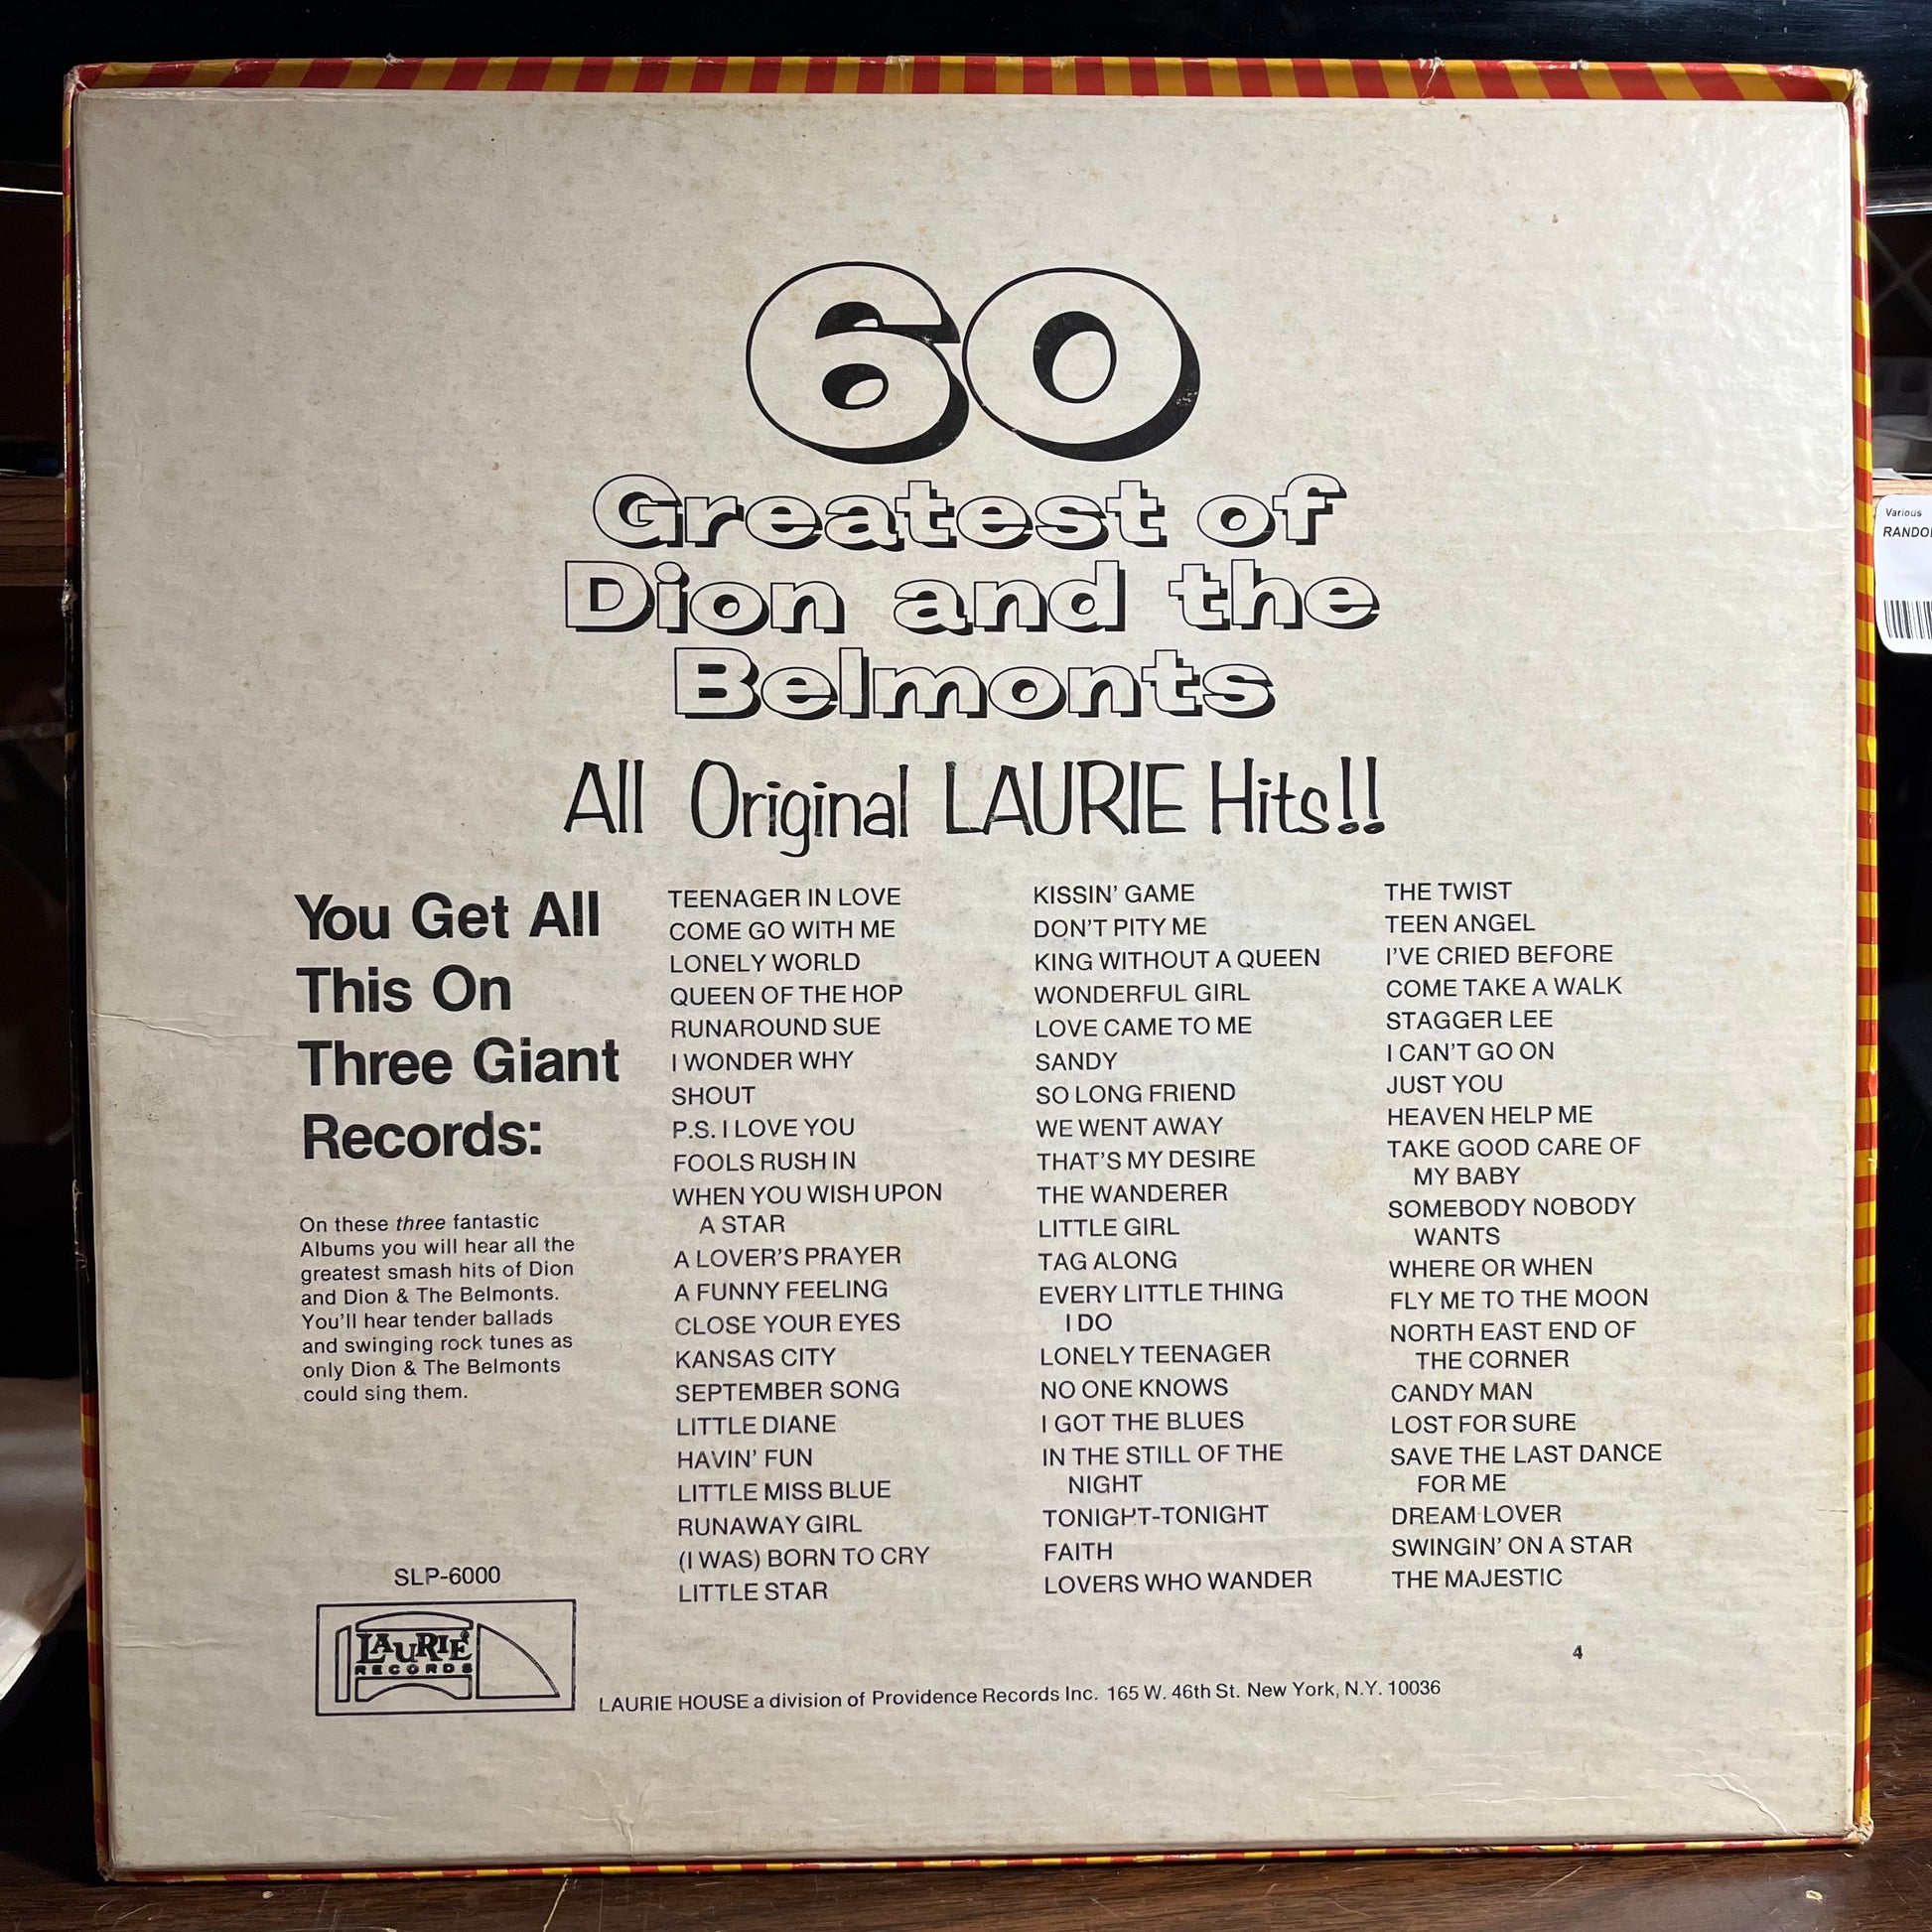 60
Greatest of
Dion and the
Belmonts
All Original LAURIE Hits!!
You Get All
This On
Three Giant
Records:
On these three fantastic
Albums you will hear all the
greatest smash hits of Dion
and Dion & The Belmonts.
You'll hear tender ballads
and swinging rock tunes as
only Dion & The Belmonts
could sing them.
TEENAGER IN LOVE
COME GO WITH ME
LONELY WORLD
QUEEN OF THE HOP
RUNAROUND SUE
I WONDER WHY
SHOUT
P.S. I LOVE YOU
FOOLS RUSH IN
WHEN YOU WISH UPON
A STAR
A LOVER'S PRAYER
A FUNNY FEELING
CLOSE YOUR EYES
KANSAS CITY
SEPTEMBER SONG
LITTLE DIANE
HAVIN' FUN
LITTLE MISS BLUE
RUNAWAY GIRL
(I WAS) BORN TO CRY
LITTLE STAR
KISSIN' GAME
DON'T PITY ME
KING WITHOUT A QUEEN
WONDERFUL GIRL
LOVE CAME TO ME
SANDY
SO LONG FRIEND
WE WENT AWAY
THAT'S MY DESIRE
THE WANDERER
LITTLE GIRL
TAG ALONG
EVERY LITTLE THING
I DO
LONELY TEENAGER
NO ONE KNOWS
I GOT THE BLUES
IN THE STILL OF THE
NIGHT
TONIGHT-TONIGHT
FAITH
LOVERS WHO WANDER
THE TWIST
TEEN ANGEL
I'VE CRIED BEFORE
COME TAKE A WALK
STAGGER LEE
I CAN'T GO ON
JUST YOU
HEAVEN HELP ME
TAKE GOOD CARE OF
MY BABY
SOMEBODY NOBODY
WANTS
WHERE OR WHEN
FLY ME TO THE MOON
NORTH EAST END OF
THE CORNER
CANDY MAN
LOST FOR SURE
SAVE THE LAST DANCE
FOR ME
DREAM LOVER
SWINGIN' ON A STAR
THE MAJESTIC
SLP-6000
LAURIE
RECORDS
4
LAURIE HOUSE a division of Providence Records Inc. 165 W. 46th St. New York, N.Y. 10036
Various